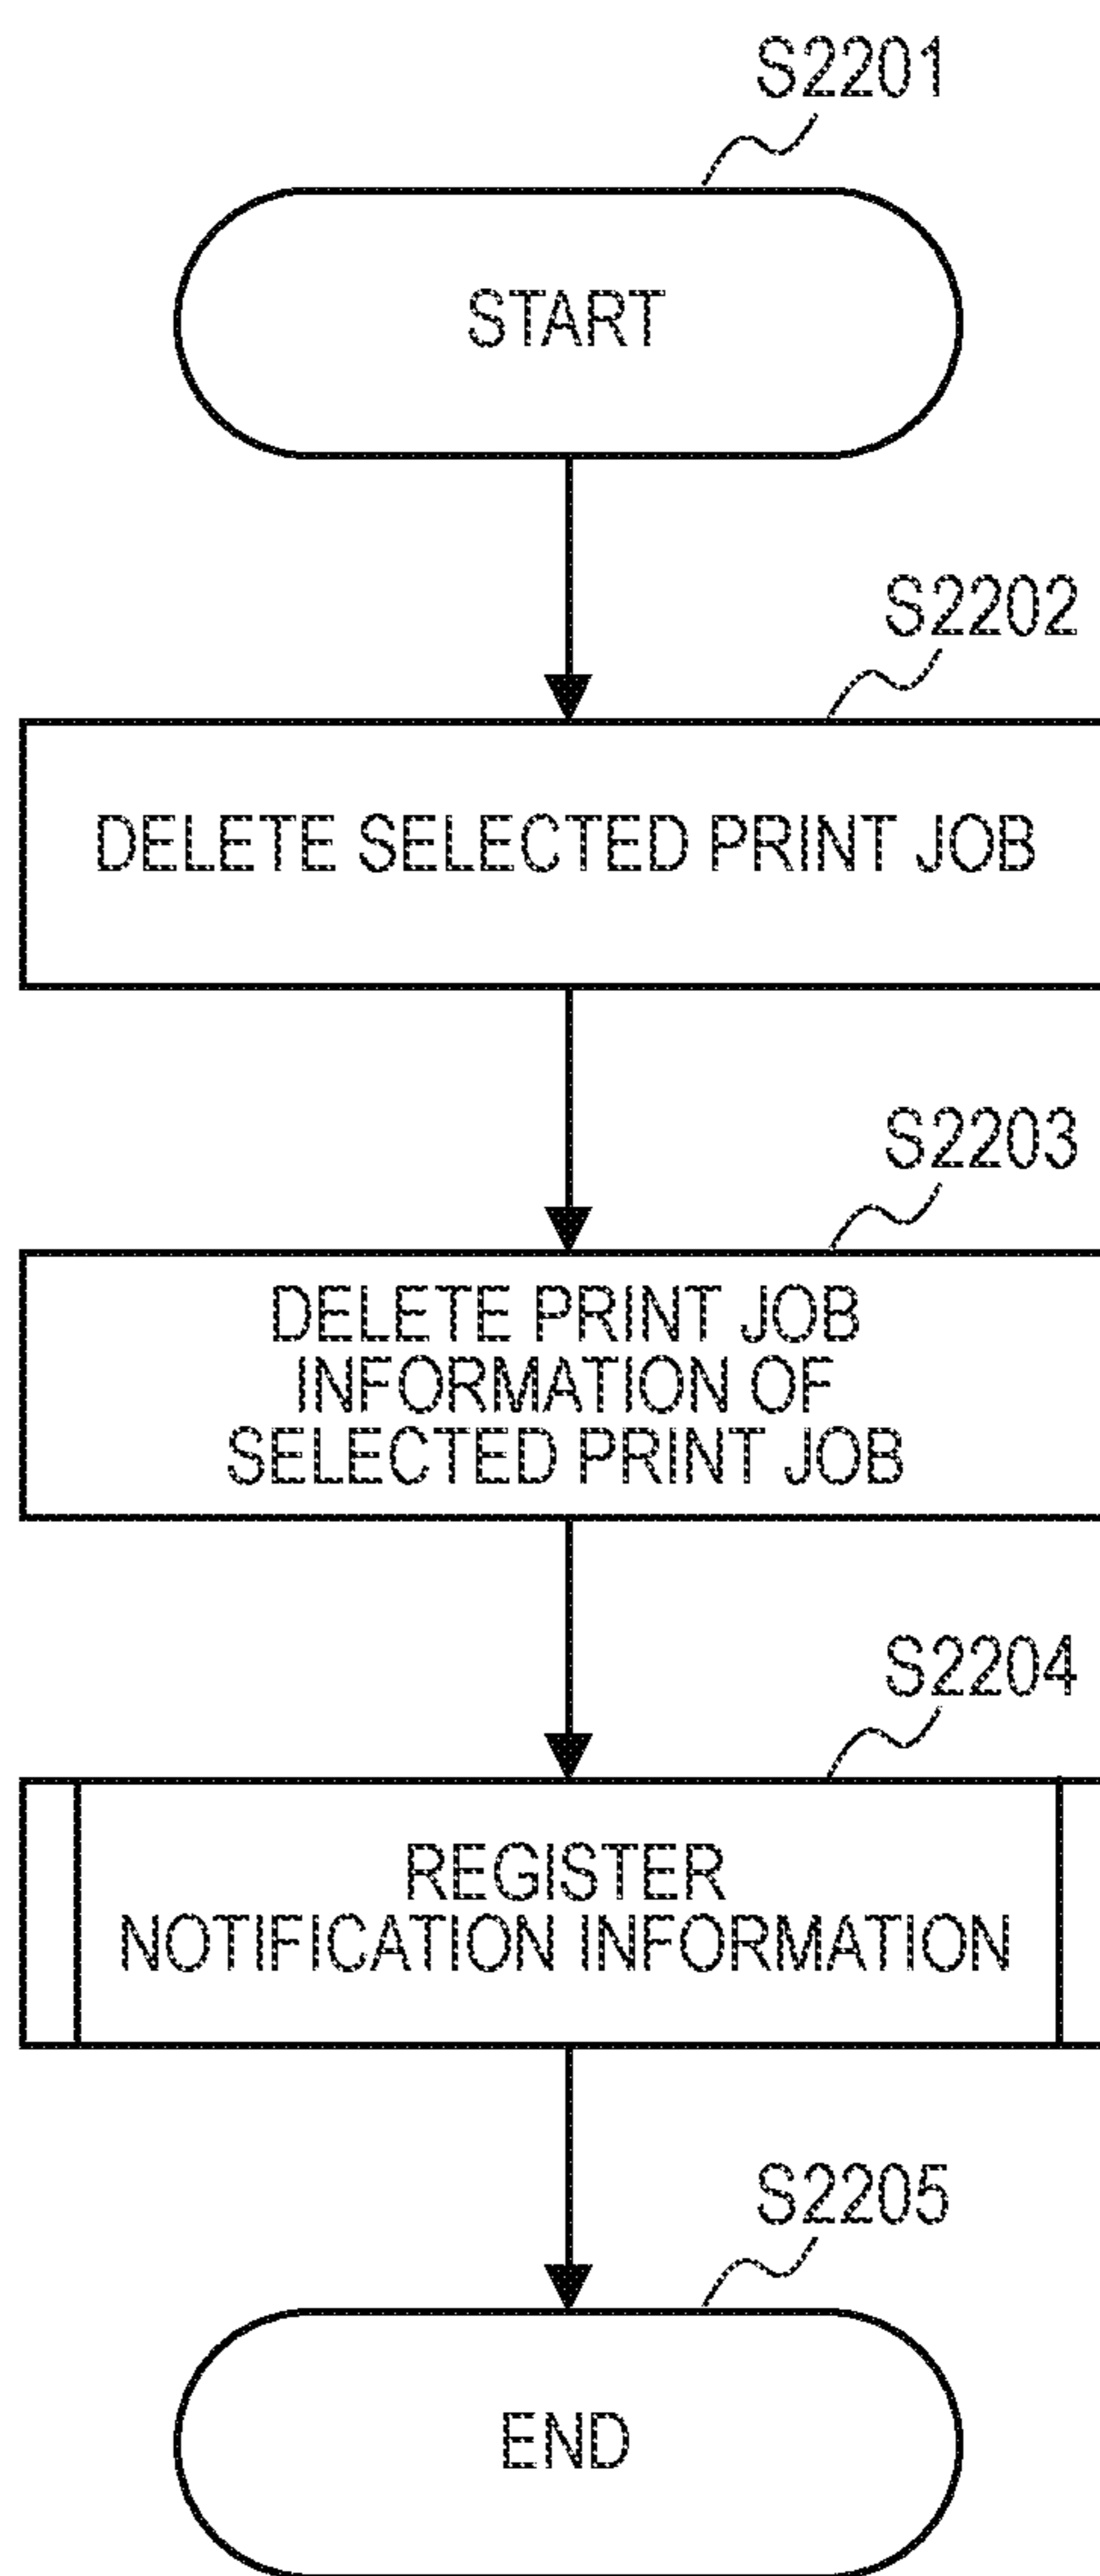 S2201
START
S2202
DELETE SELECTED PRINT JOB
S2203
DELETE PRINT JOB
INFORMATION OF
SELECTED PRINT JOB
S2204
REGISTER
NOTIFICATION INFORMATION
S2205
END